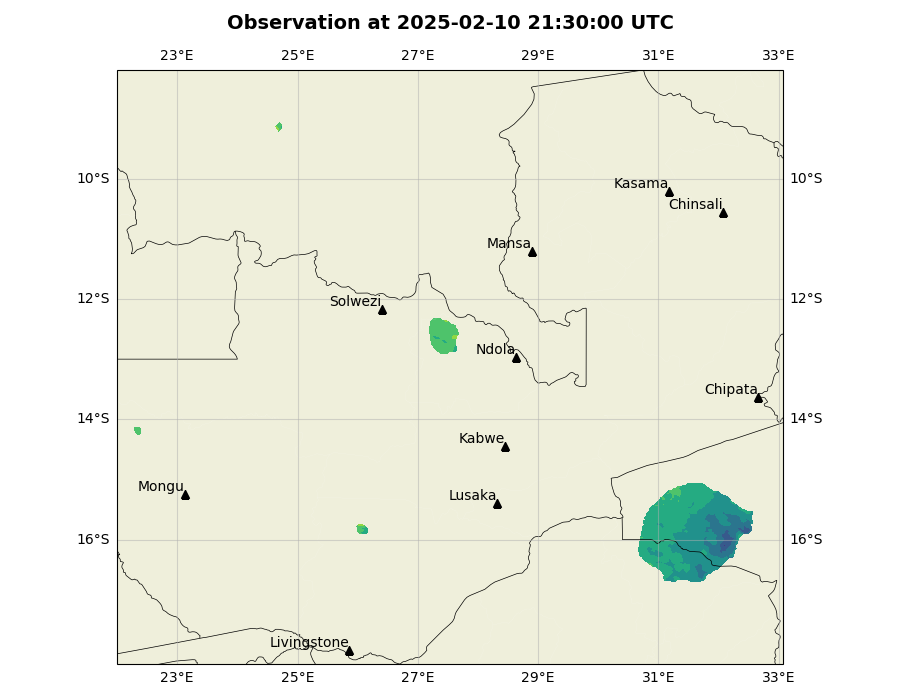 Observation at 2025-02-10 21:30:00 UTC
23°E 25°E 27°E 29°E 31°E 33°E
10°S 10°S
Kasama
Chinsali
Mansa
12°S 12°S
Solwezi
Ndola
Chipata
14°S 14°S
Kabwe
Mongu
Lusaka
16°S 16°S
Livingstone
23°E 25°E 27°E 29°E 31°E 33°E